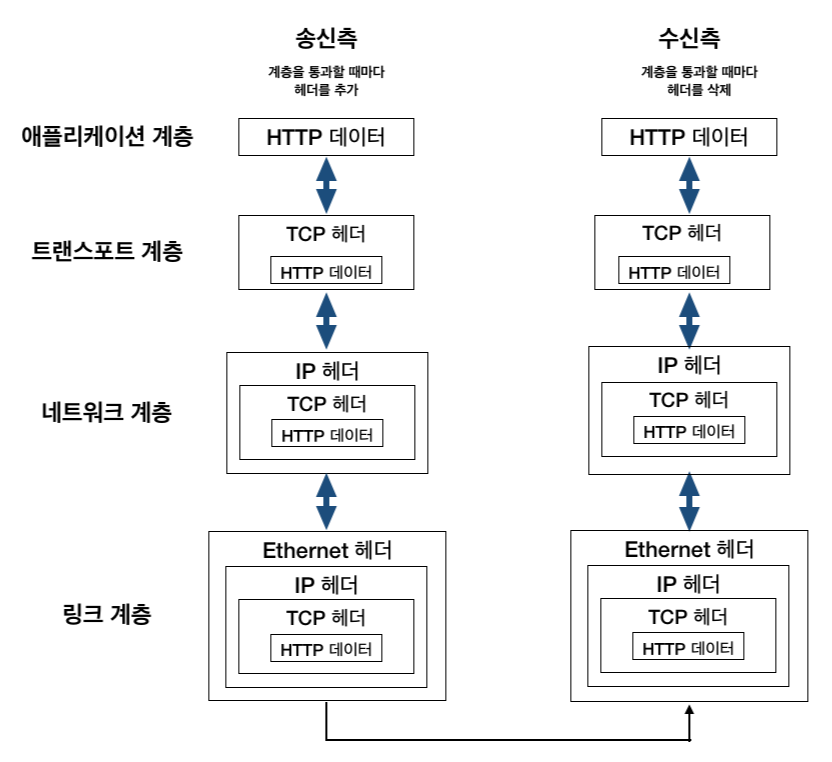 송신측
수신측
계층을 통과할 때마다
헤더를 추가
계층을 통과할 때마다
헤더를 삭제
애플리케이션 계층
HTTP 데이터
HTTP 데이터
트랜스포트 계층
TCP 헤더
HTTP 데이터
TCP 헤더
HTTP 데이터
네트워크 계층
IP 헤더
TCP 헤더
HTTP 데이터
IP 헤더
TCP 헤더
HTTP 데이터
링크 계층
Ethernet 헤더
IP 헤더
TCP 헤더
HTTP 데이터
Ethernet 헤더
IP 헤더
TCP 헤더
HTTP 데이터